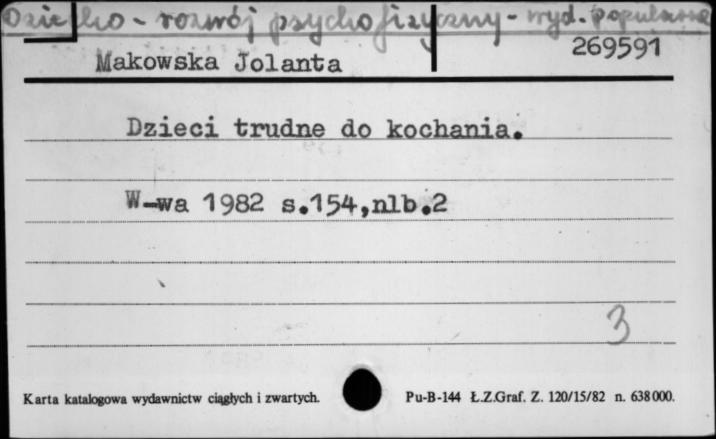 Dziecko - rozwój psychofizyczny - wyd. popularne
269591
Makowska Jolanta
Dzieci trudne do kochania.
W-wa 1982 s.154,nlb.2
3
Karta katalogowa wydawnictw ciągłych i zwartych. Pu-B-144 Ł.Z.Graf. Z. 120/15/82 n. 638000.